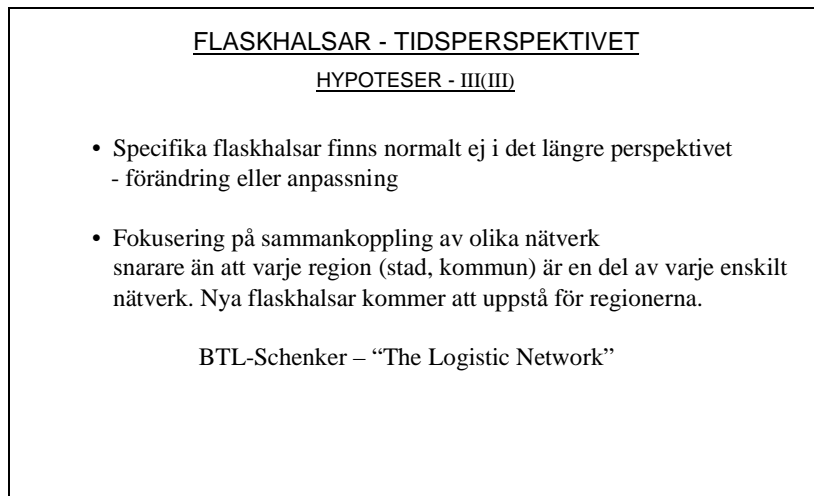 FLASKHALSAR - TIDSPERSPEKTIVET
HYPOTESER - III(III)
• Specifika flaskhalsar finns normalt ej i det längre perspektivet
- förändring eller anpassning
• Fokusering på sammankoppling av olika nätverk
snarare än att varje region (stad, kommun) är en del av varje enskilt
nätverk. Nya flaskhalsar kommer att uppstå för regionerna.
BTL-Schenker – “The Logistic Network”